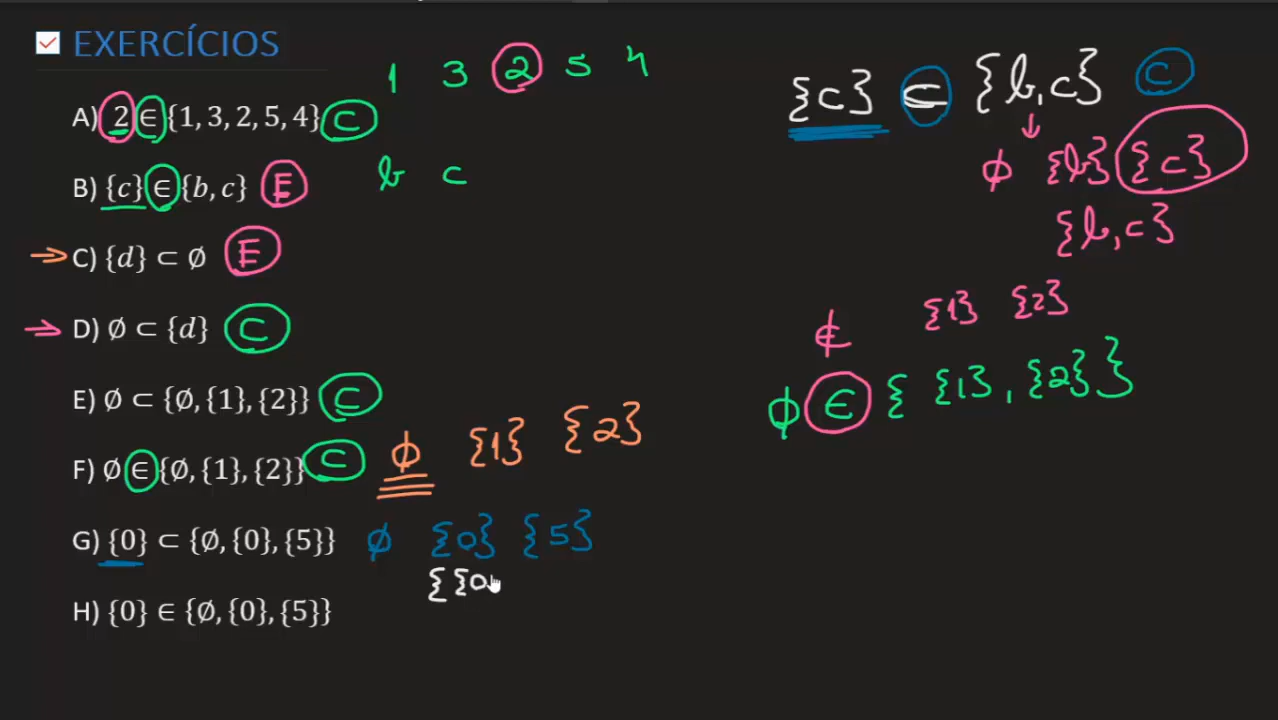 EXERCÍCIOS
1 3 2 5 4
A) 2 ∈ {1, 3, 2, 5, 4} C
{c} ⊂ {b, c} C
∅ {b} {c}
{b, c}
B) {c} ∈ {b, c} E
b c
C) {d} ⊂ ∅ E
D) ∅ ⊂ {d} C
∉ {1} {2}
∅ ∈ { {1}, {2} }
E) ∅ ⊂ {∅, {1}, {2}} C
F) ∅ ∈ {∅, {1}, {2}} C
∅ {1} {2}
G) {0} ⊂ {∅, {0}, {5}}
∅ {0} {5}
{ {0
H) {0} ∈ {∅, {0}, {5}}